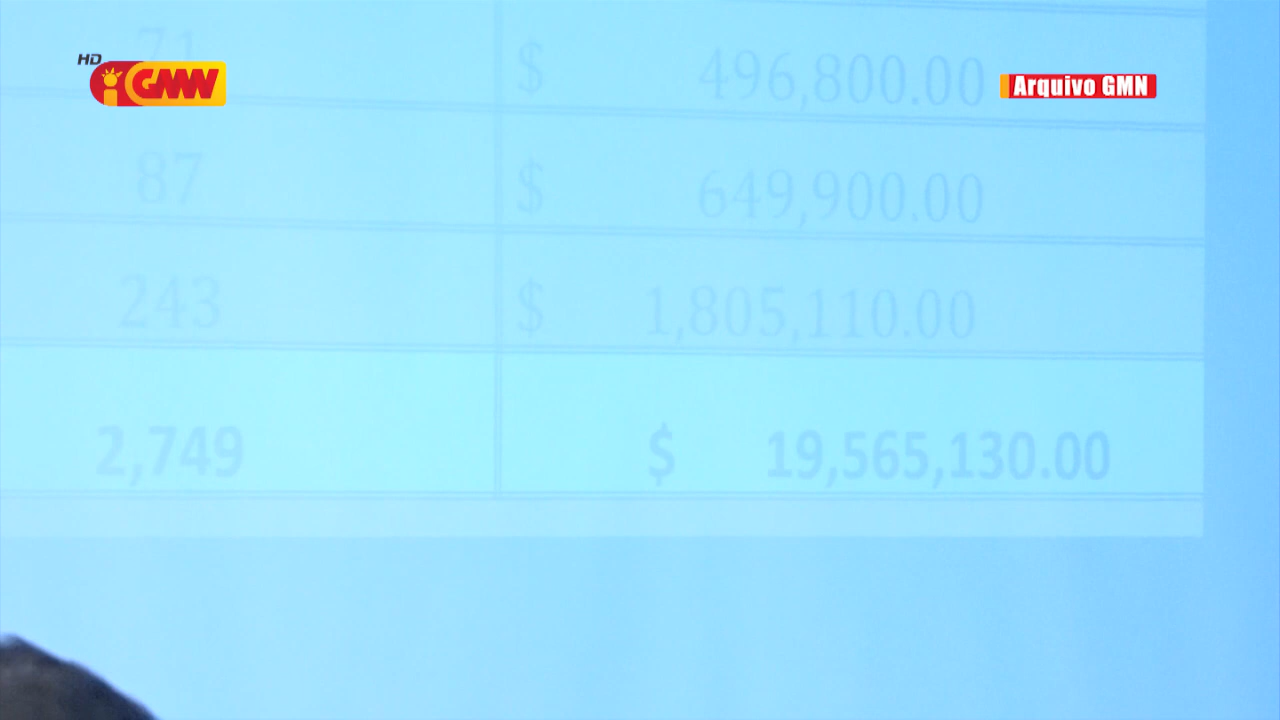 HD
GMN
Arquivo GMN
71 $ 496,800.00
87 $ 649,900.00
243 $ 1,805,110.00
2,749 $ 19,565,130.00